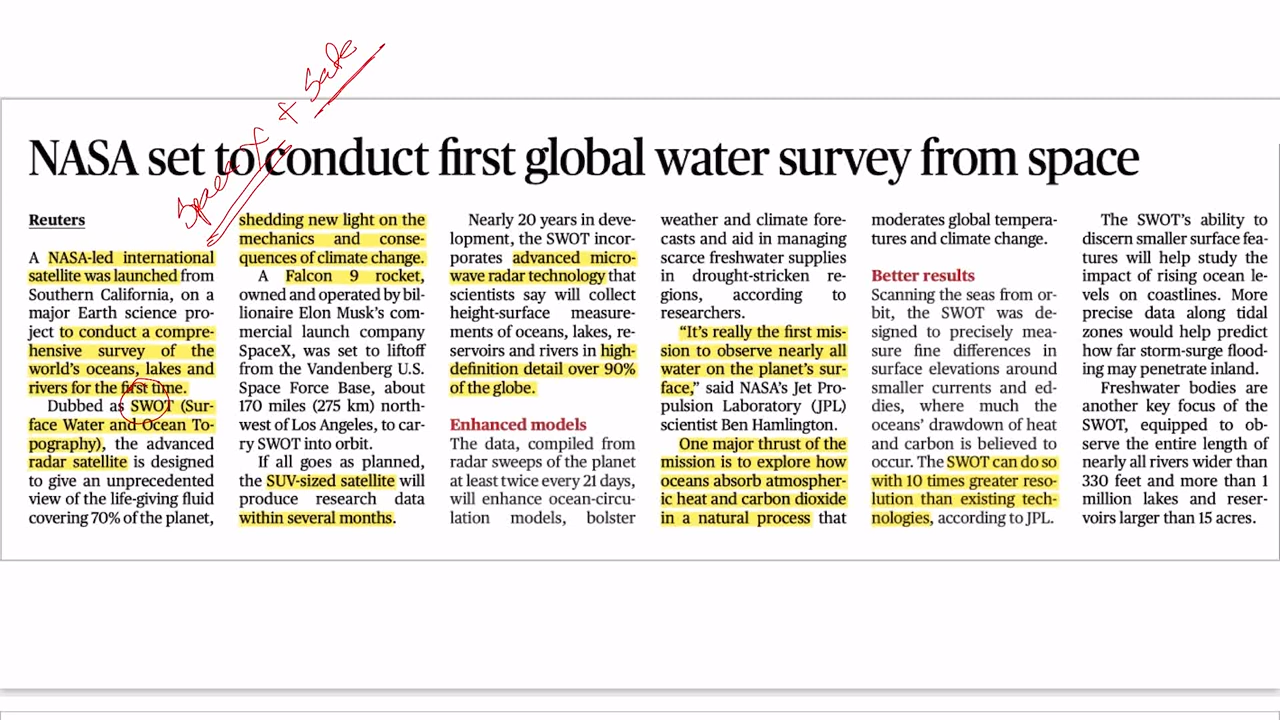 SpaceX + Sate
NASA set to conduct first global water survey from space
Reuters
A NASA-led international
satellite was launched from
Southern California, on a
major Earth science pro-
ject to conduct a compre-
hensive survey of the
world's oceans, lakes and
rivers for the first time.
Dubbed as SWOT (Sur-
face Water and Ocean To-
pography), the advanced
radar satellite is designed
to give an unprecedented
view of the life-giving fluid
covering 70% of the planet,
shedding new light on the
mechanics and conse-
quences of climate change.
A Falcon 9 rocket,
owned and operated by bil-
lionaire Elon Musk's com-
mercial launch company
SpaceX, was set to liftoff
from the Vandenberg U.S.
Space Force Base, about
170 miles (275 km) north-
west of Los Angeles, to car-
ry SWOT into orbit.
If all goes as planned,
the SUV-sized satellite will
produce research data
within several months.
Nearly 20 years in deve-
lopment, the SWOT incor-
porates advanced micro-
wave radar technology that
scientists say will collect
height-surface measure-
ments of oceans, lakes, re-
servoirs and rivers in high-
definition detail over 90%
of the globe.
Enhanced models
The data, compiled from
radar sweeps of the planet
at least twice every 21 days,
will enhance ocean-circu-
lation models, bolster
weather and climate fore-
casts and aid in managing
scarce freshwater supplies
in drought-stricken re-
gions, according to
researchers.
"It's really the first mis-
sion to observe nearly all
water on the planet's sur-
face," said NASA's Jet Pro-
pulsion Laboratory (JPL)
scientist Ben Hamlington.
One major thrust of the
mission is to explore how
oceans absorb atmospher-
ic heat and carbon dioxide
in a natural process that
moderates global tempera-
tures and climate change.
Better results
Scanning the seas from or-
bit, the SWOT was de-
signed to precisely mea-
sure fine differences in
surface elevations around
smaller currents and ed-
dies, where much of the
oceans' drawdown of heat
and carbon is believed to
occur. The SWOT can do so
with 10 times greater reso-
lution than existing tech-
nologies, according to JPL.
The SWOT's ability to
discern smaller surface fea-
tures will help study the
impact of rising ocean le-
vels on coastlines. More
precise data along tidal
zones would help predict
how far storm-surge flood-
ing may penetrate inland.
Freshwater bodies are
another key focus of the
SWOT, equipped to ob-
serve the entire length of
nearly all rivers wider than
330 feet and more than 1
million lakes and reser-
voirs larger than 15 acres.